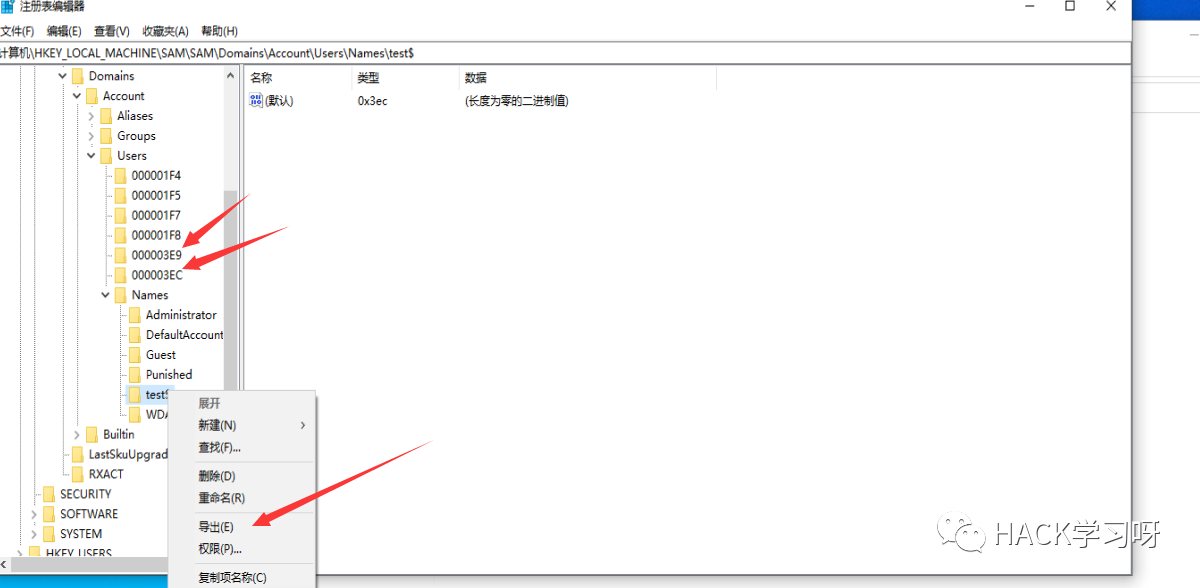 注册表编辑器
文件(F) 编辑(E) 查看(V) 收藏夹(A) 帮助(H)
计算机\HKEY_LOCAL_MACHINE\SAM\SAM\Domains\Account\Users\Names\test$
名称 类型 数据
(默认) 0x3ec (长度为零的二进制值)
Domains
Account
Aliases
Groups
Users
000001F4
000001F5
000001F7
000001F8
000003E9
000003EC
Names
Administrator
DefaultAccount
Guest
Punished
test$
WDA
Builtin
LastSkuUpgrad
RXACT
SECURITY
SOFTWARE
SYSTEM
HKEY_USERS
展开
新建(N)
查找(F)...
删除(D)
重命名(R)
导出(E)
权限(P)...
复制项名称(C)
HACK学习呀